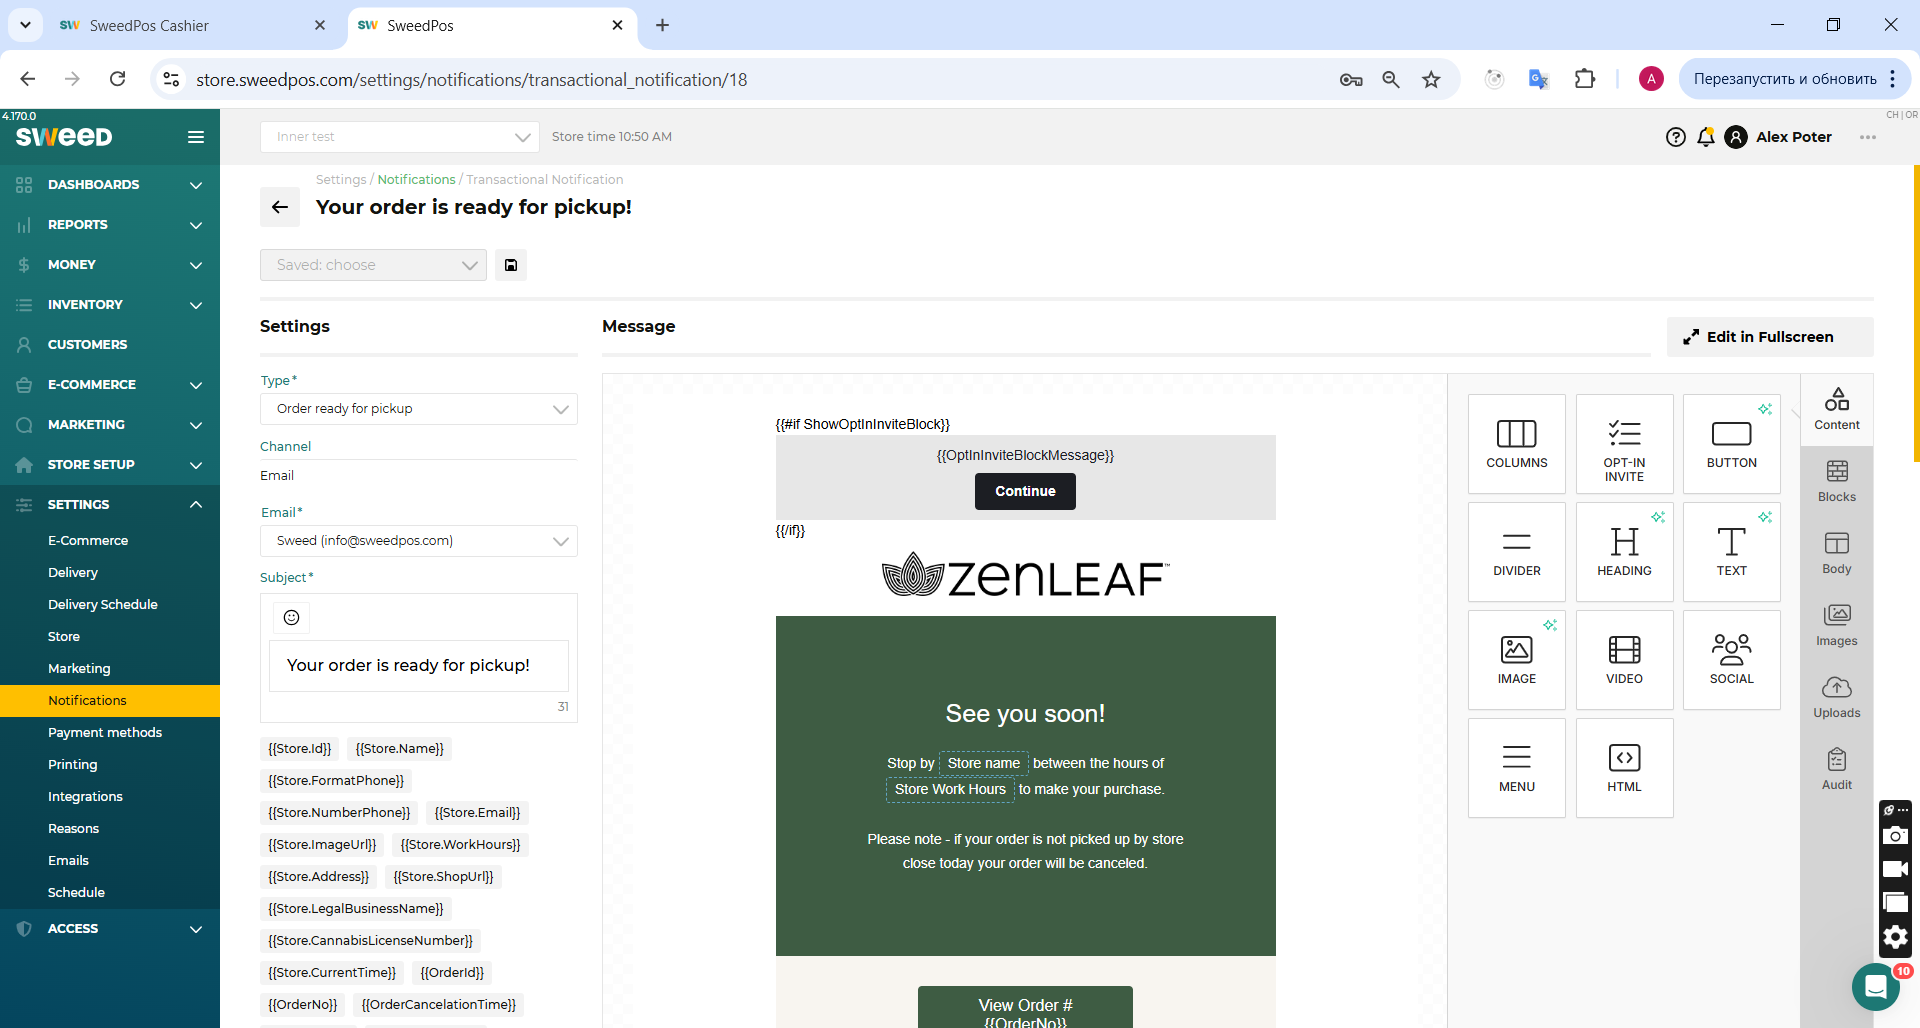 SweedPos Cashier
SweedPos
store.sweedpos.com/settings/notifications/transactional_notification/18
A
Перезапустить и обновить
4.170.0
SWEED
Inner test
Store time 10:50 AM
Alex Poter
CH | OR
DASHBOARDS
REPORTS
MONEY
INVENTORY
CUSTOMERS
E-COMMERCE
MARKETING
STORE SETUP
SETTINGS
E-Commerce
Delivery
Delivery Schedule
Store
Marketing
Notifications
Payment methods
Printing
Integrations
Reasons
Emails
Schedule
ACCESS
Settings / Notifications / Transactional Notification
Your order is ready for pickup!
Saved: choose
Settings
Type*
Order ready for pickup
Channel
Email
Email*
Sweed (info@sweedpos.com)
Subject*
Your order is ready for pickup!
31
{{Store.Id}} {{Store.Name}}
{{Store.FormatPhone}}
{{Store.NumberPhone}} {{Store.Email}}
{{Store.ImageUrl}} {{Store.WorkHours}}
{{Store.Address}} {{Store.ShopUrl}}
{{Store.LegalBusinessName}}
{{Store.CannabisLicenseNumber}}
{{Store.CurrentTime}} {{OrderId}}
{{OrderNo}} {{OrderCancelationTime}}
Message
Edit in Fullscreen
{{#if ShowOptInInviteBlock}}
{{OptInInviteBlockMessage}}
Continue
{{/if}}
zenLEAF™
See you soon!
Stop by Store name between the hours of
Store Work Hours to make your purchase.
Please note - if your order is not picked up by store
close today your order will be canceled.
View Order #
{{OrderNo}}
COLUMNS
OPT-IN
INVITE
BUTTON
DIVIDER
HEADING
TEXT
IMAGE
VIDEO
SOCIAL
MENU
HTML
Content
Blocks
Body
Images
Uploads
Audit
10